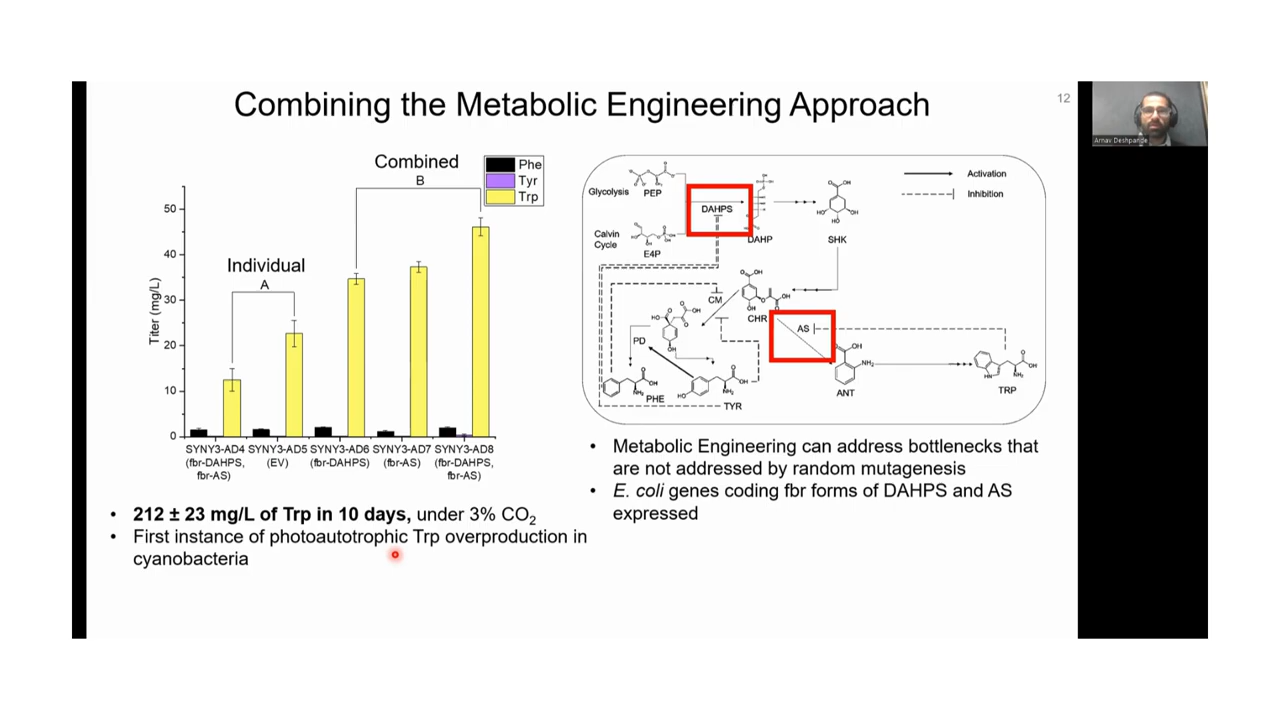 Combining the Metabolic Engineering Approach
12
Arnav Deshpande
Combined
B
Phe
Tyr
Trp
Individual
A
Titer (mg/L)
50
40
30
20
10
0
SYNY3-AD4 SYNY3-AD5 SYNY3-AD6 SYNY3-AD7 SYNY3-AD8
(fbr-DAHPS, (EV) (fbr-DAHPS) (fbr-AS) (fbr-DAHPS,
fbr-AS) fbr-AS)
212 ± 23 mg/L of Trp in 10 days, under 3% CO₂
First instance of photoautotrophic Trp overproduction in
cyanobacteria
Glycolysis
PEP
DAHPS
Calvin
Cycle
E4P
DAHP
SHK
Activation
Inhibition
CM
CHR
AS
PD
PHE
TYR
ANT
TRP
Metabolic Engineering can address bottlenecks that
are not addressed by random mutagenesis
E. coli genes coding fbr forms of DAHPS and AS
expressed